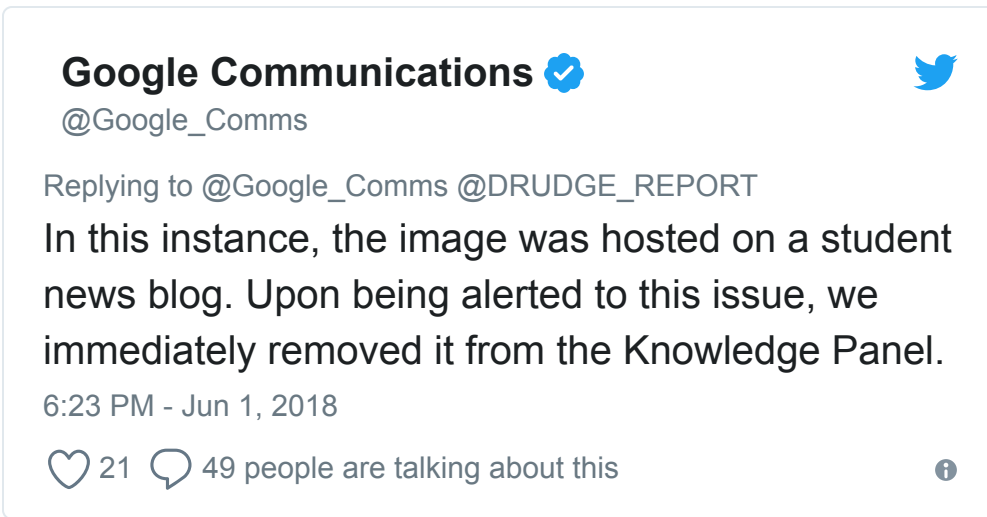 Google Communications
@Google_Comms
Replying to @Google_Comms @DRUDGE_REPORT
In this instance, the image was hosted on a student
news blog. Upon being alerted to this issue, we
immediately removed it from the Knowledge Panel.
6:23 PM - Jun 1, 2018
21 49 people are talking about this